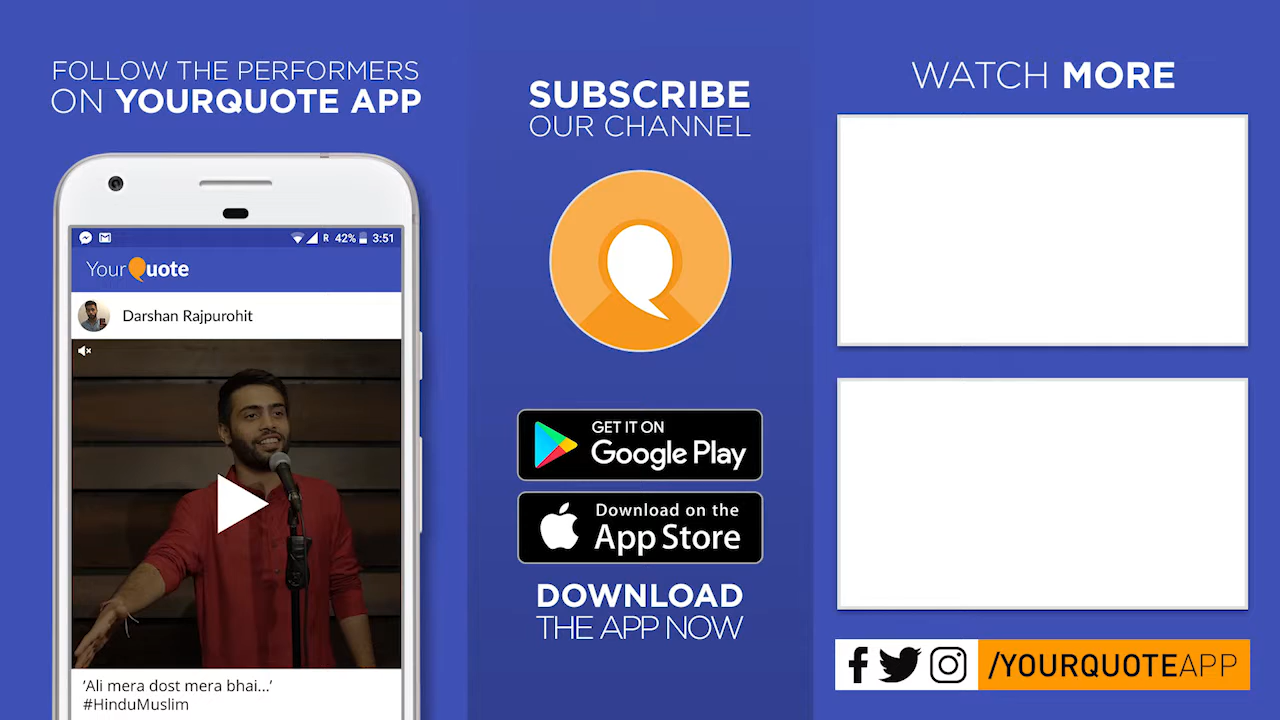 FOLLOW THE PERFORMERS
ON YOURQUOTE APP
R 42% 3:51
YourQuote
Darshan Rajpurohit
'Ali mera dost mera bhai...'
#HinduMuslim
SUBSCRIBE
OUR CHANNEL
GET IT ON
Google Play
Download on the
App Store
DOWNLOAD
THE APP NOW
WATCH MORE
/YOURQUOTEAPP